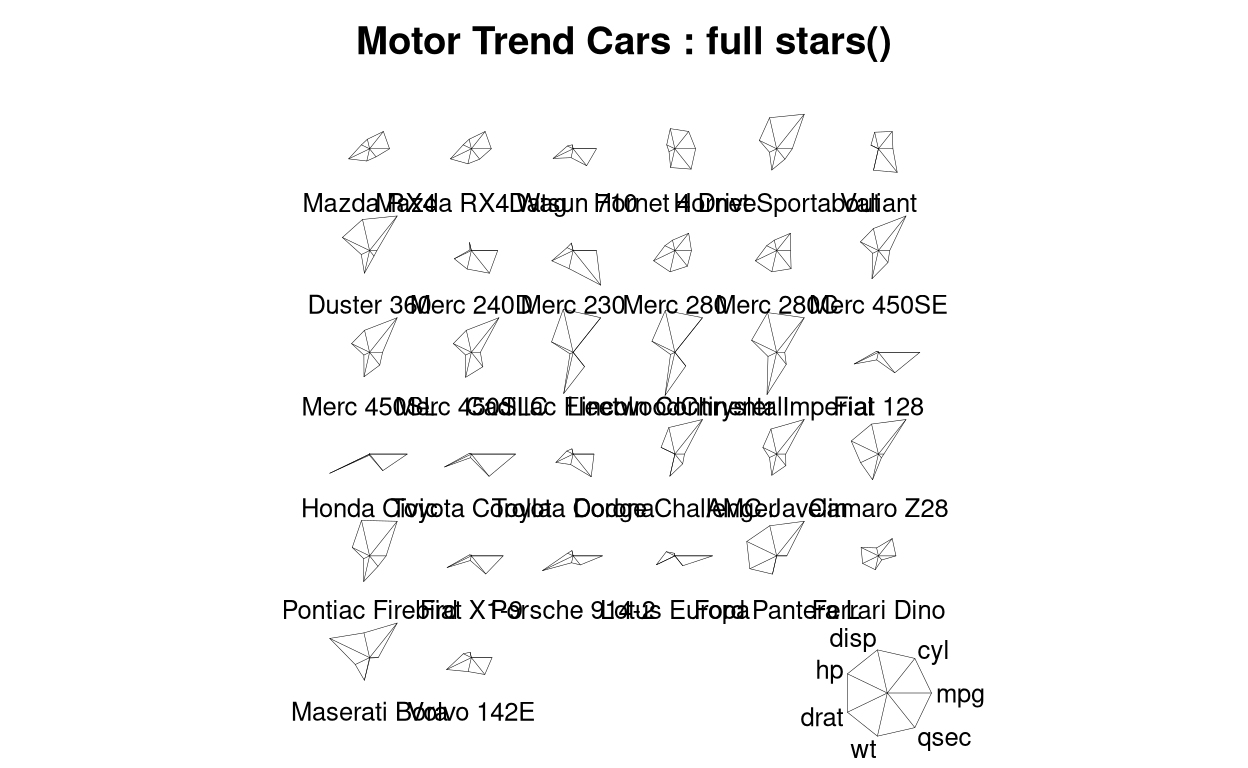 Motor Trend Cars : full stars()
Mazda RX4 Mazda RX4 Wag Datsun 710 Hornet 4 Drive Hornet Sportabout Valiant
Duster 360 Merc 240D Merc 230 Merc 280 Merc 280C Merc 450SE
Merc 450SL Merc 450SLC Cadillac Fleetwood Lincoln Continental Chrysler Imperial Fiat 128
Honda Civic Toyota Corolla Toyota Corona Dodge Challenger AMC Javelin Camaro Z28
Pontiac Firebird Fiat X1-9 Porsche 914-2 Lotus Europa Ford Pantera L Ferrari Dino
disp
cyl
hp
mpg
drat
Maserati Bora Volvo 142E
qsec
wt